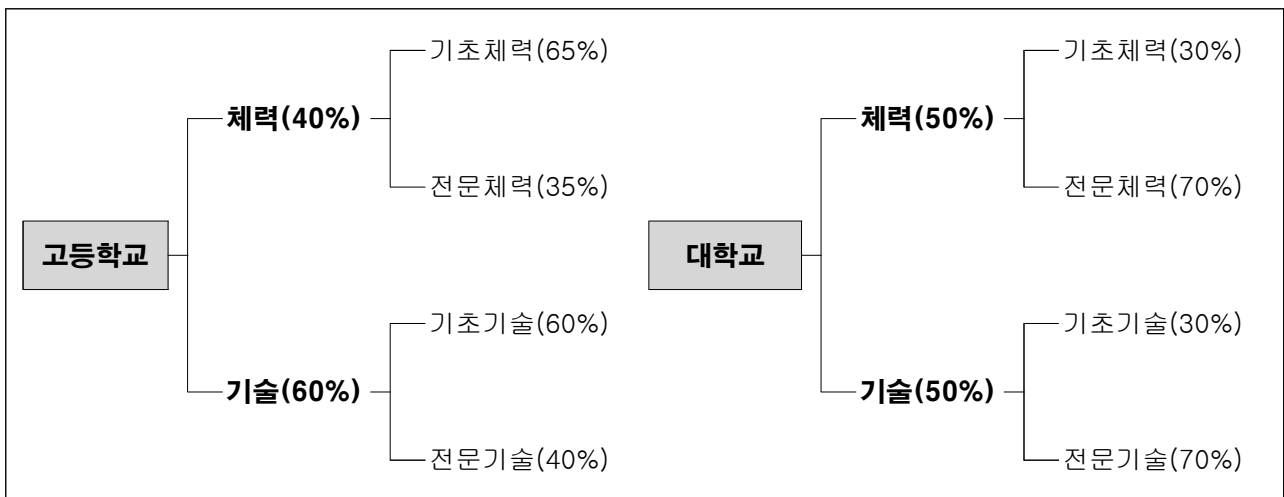 고등학교
체력(40%)
기초체력(65%)
전문체력(35%)
기술(60%)
기초기술(60%)
전문기술(40%)
대학교
체력(50%)
기초체력(30%)
전문체력(70%)
기술(50%)
기초기술(30%)
전문기술(70%)